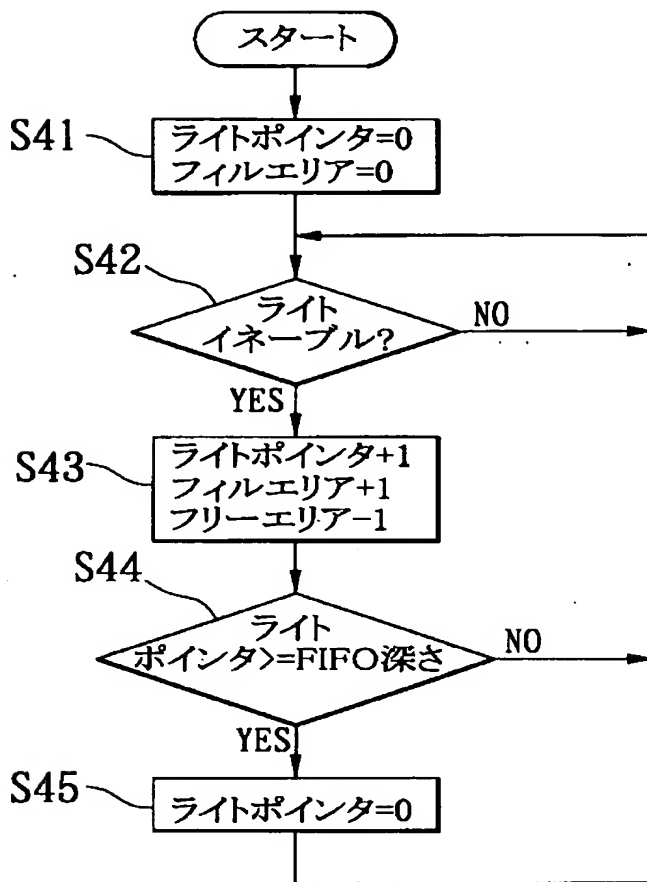 スタート
S41
ライトポインタ=0
フィルエリア=0
S42
ライト
イネーブル?
NO
YES
S43
ライトポインタ+1
フィルエリア+1
フリーエリア-1
S44
ライト
ポインタ>=FIFO深さ
NO
YES
S45
ライトポインタ=0